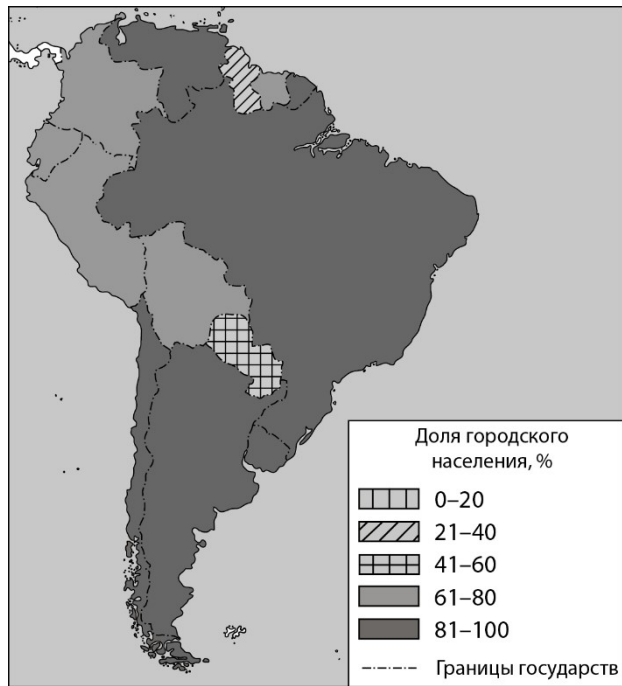 Доля городского
населения, %
0–20
21–40
41–60
61–80
81–100
Границы государств